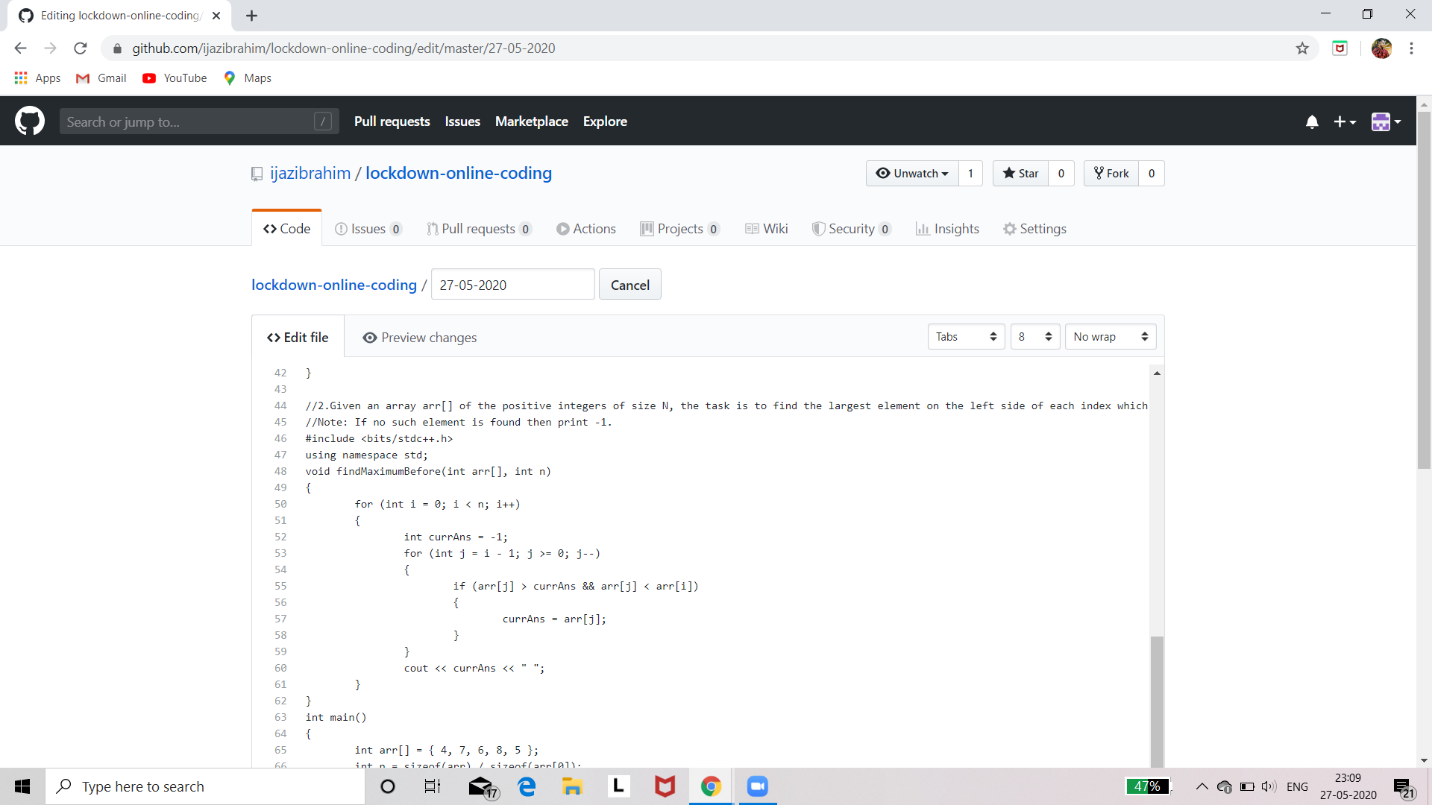 Editing lockdown-online-coding/
github.com/ijazibrahim/lockdown-online-coding/edit/master/27-05-2020
Apps Gmail YouTube Maps
Search or jump to... / Pull requests Issues Marketplace Explore
ijazibrahim / lockdown-online-coding Unwatch 1 Star 0 Fork 0
Code Issues 0 Pull requests 0 Actions Projects 0 Wiki Security 0 Insights Settings
lockdown-online-coding / 27-05-2020 Cancel
<> Edit file Preview changes Tabs 8 No wrap
42 }
43
44 //2.Given an array arr[] of the positive integers of size N, the task is to find the largest element on the left side of each index which
45 //Note: If no such element is found then print -1.
46 #include <bits/stdc++.h>
47 using namespace std;
48 void findMaximumBefore(int arr[], int n)
49 {
50 for (int i = 0; i < n; i++)
51 {
52 int currAns = -1;
53 for (int j = i - 1; j >= 0; j--)
54 {
55 if (arr[j] > currAns && arr[j] < arr[i])
56 {
57 currAns = arr[j];
58 }
59 }
60 cout << currAns << " ";
61 }
62 }
63 int main()
64 {
65 int arr[] = { 4, 7, 6, 8, 5 };
66 int n = sizeof(arr) / sizeof(arr[0]);
Type here to search 17 L 47% ENG 23:09
27-05-2020 21